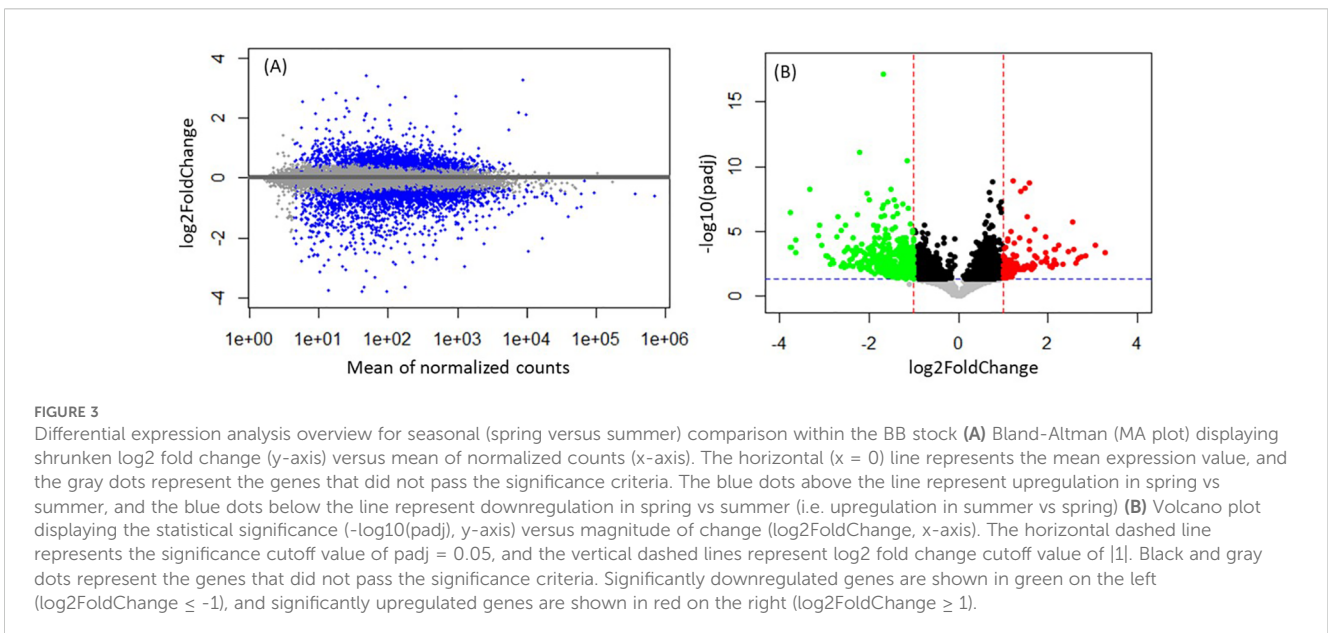 (A)
4
2
0
-2
-4
log2FoldChange
1e+00 1e+01 1e+02 1e+03 1e+04 1e+05 1e+06
Mean of normalized counts
(B)
15
10
5
0
-log10(padj)
-4 -2 0 2 4
log2FoldChange
FIGURE 3
Differential expression analysis overview for seasonal (spring versus summer) comparison within the BB stock (A) Bland-Altman (MA plot) displaying
shrunken log2 fold change (y-axis) versus mean of normalized counts (x-axis). The horizontal (x = 0) line represents the mean expression value, and
the gray dots represent the genes that did not pass the significance criteria. The blue dots above the line represent upregulation in spring vs
summer, and the blue dots below the line represent downregulation in spring vs summer (i.e. upregulation in summer vs spring) (B) Volcano plot
displaying the statistical significance (-log10(padj), y-axis) versus magnitude of change (log2FoldChange, x-axis). The horizontal dashed line
represents the significance cutoff value of padj = 0.05, and the vertical dashed lines represent log2 fold change cutoff value of |1|. Black and gray
dots represent the genes that did not pass the significance criteria. Significantly downregulated genes are shown in green on the left
(log2FoldChange ≤ -1), and significantly upregulated genes are shown in red on the right (log2FoldChange ≥ 1).